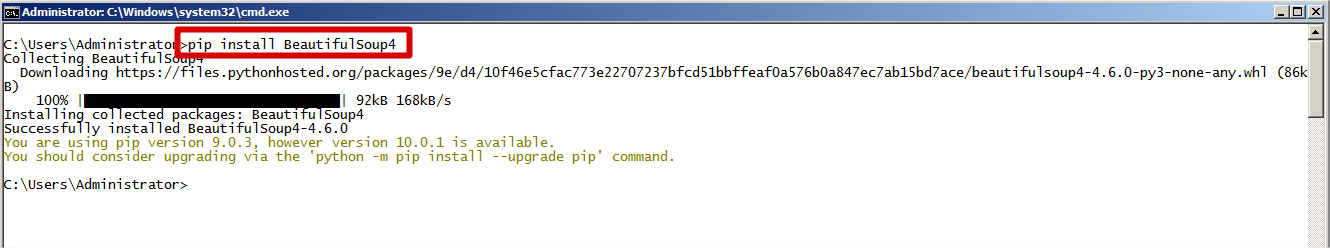 Administrator: C:\Windows\system32\cmd.exe
C:\Users\Administrator>pip install BeautifulSoup4
Collecting BeautifulSoup4
  Downloading https://files.pythonhosted.org/packages/9e/d4/10f46e5cfac773e22707237bfcd51bbffeaf0a576b0a847ec7ab15bd7ace/beautifulsoup4-4.6.0-py3-none-any.whl (86k
B)
    100% |████████████████████████████████| 92kB 168kB/s
Installing collected packages: BeautifulSoup4
Successfully installed BeautifulSoup4-4.6.0
You are using pip version 9.0.3, however version 10.0.1 is available.
You should consider upgrading via the 'python -m pip install --upgrade pip' command.
C:\Users\Administrator>